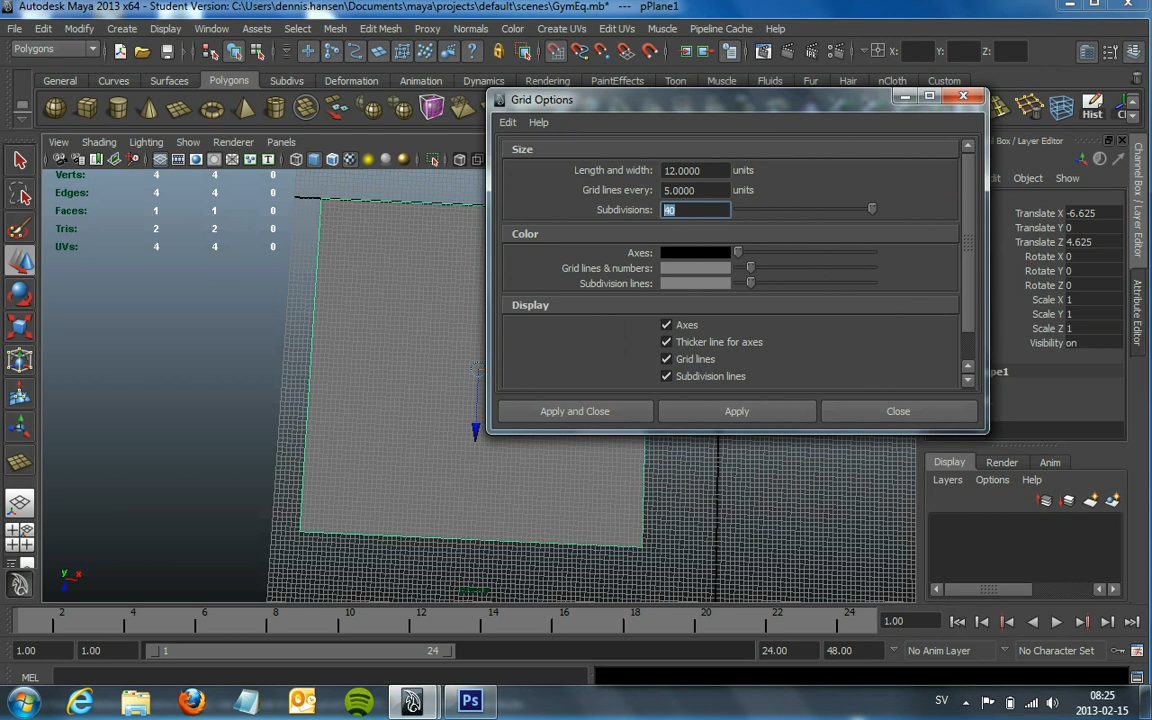 Autodesk Maya 2013 x64 - Student Version: C:\Users\dennis.hansen\Documents\maya\projects\default\scenes\GymEq.mb* --- pPlane1
File Edit Modify Create Display Window Assets Select Mesh Edit Mesh Proxy Normals Color Create UVs Edit UVs Muscle Pipeline Cache Help
Polygons X: Y: Z:
General Curves Surfaces Polygons Subdivs Deformation Animation Dynamics Rendering PaintEffects Toon Muscle Fluids Fur Hair nCloth Custom
Hist
View Shading Lighting Show Renderer Panels
Verts: 4 4 0
Edges: 4 4 0
Faces: 1 1 0
Tris: 2 2 0
UVs: 4 4 0
Grid Options
Edit Help
Size
Length and width: 12.0000 units
Grid lines every: 5.0000 units
Subdivisions: 40
Color
Axes:
Grid lines & numbers:
Subdivision lines:
Display
Axes
Thicker line for axes
Grid lines
Subdivision lines
Apply and Close Apply Close
Box / Layer Editor
Object Show
Translate X -6.625
Translate Y 0
Translate Z 4.625
Rotate X 0
Rotate Y 0
Rotate Z 0
Scale X 1
Scale Y 1
Scale Z 1
Visibility on
Channel Box / Layer Editor
Attribute Editor
Display Render Anim
Layers Options Help
y x
2 4 6 8 10 12 14 16 18 20 22 24
1.00
1.00 1.00 1 24 24.00 48.00 No Anim Layer No Character Set
MEL
Ps
SV
08:25
2013-02-15